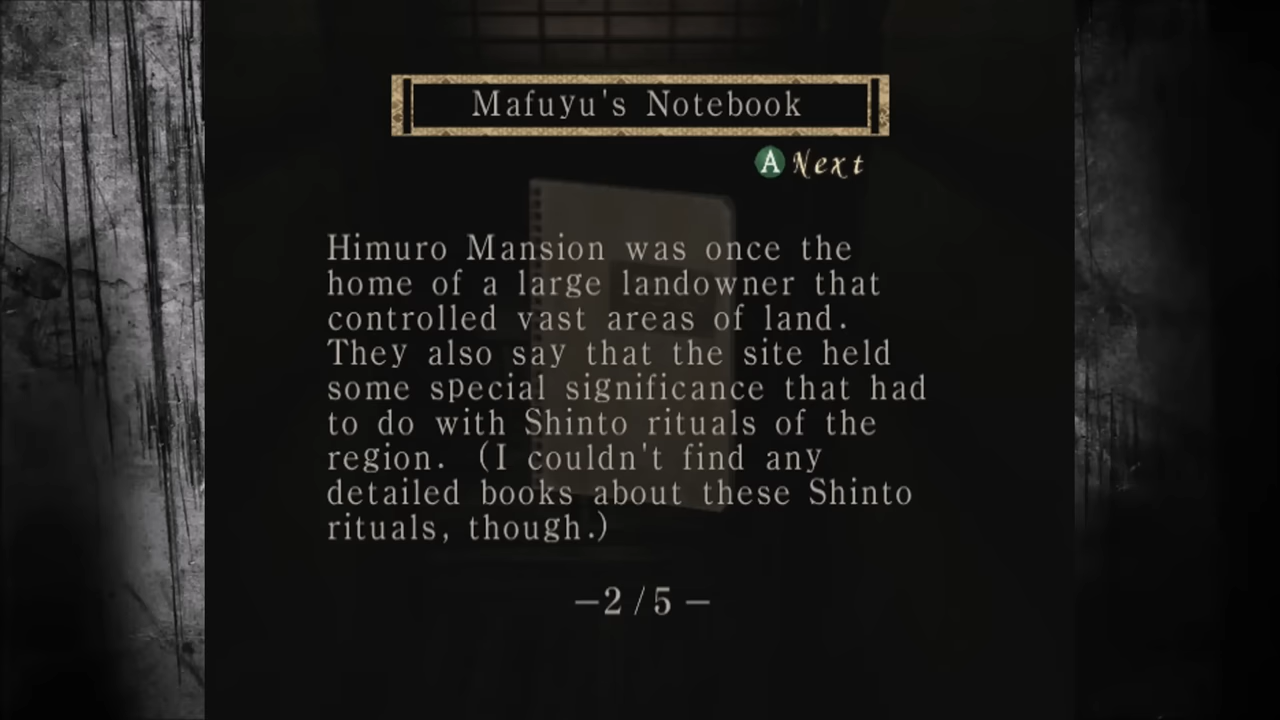 Mafuyu's Notebook
A Next
Himuro Mansion was once the
home of a large landowner that
controlled vast areas of land.
They also say that the site held
some special significance that had
to do with Shinto rituals of the
region. (I couldn't find any
detailed books about these Shinto
rituals, though.)
—2/5—